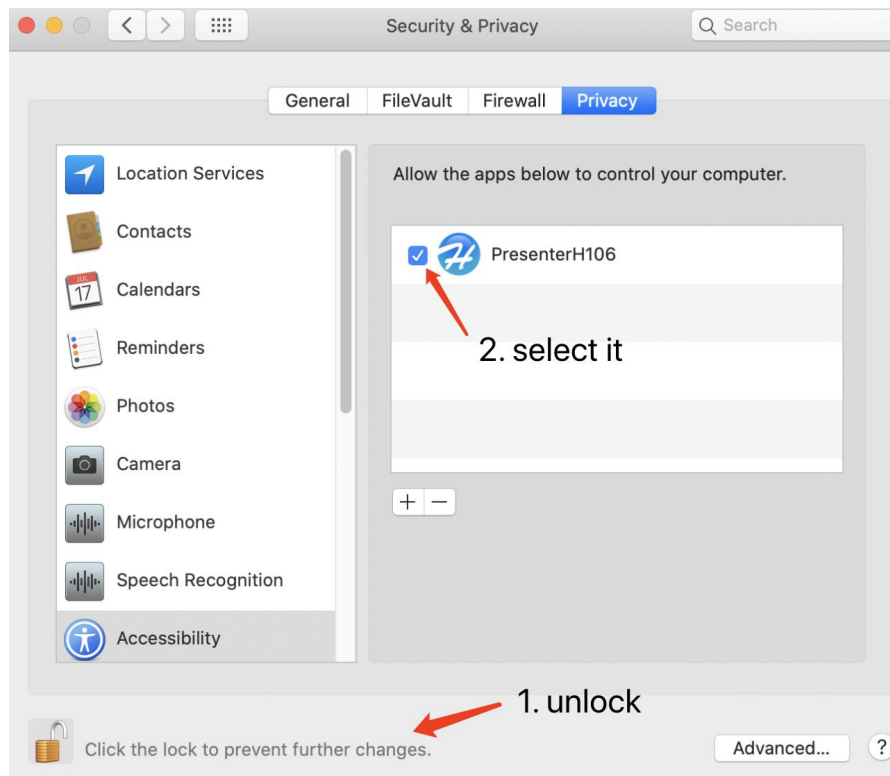 Security & Privacy
Search
General
FileVault
Firewall
Privacy
Location Services
Contacts
JUL
17
Calendars
Reminders
Photos
Camera
Microphone
Speech Recognition
Accessibility
Allow the apps below to control your computer.
PresenterH106
2. select it
+ −
1. unlock
Click the lock to prevent further changes.
Advanced...
?